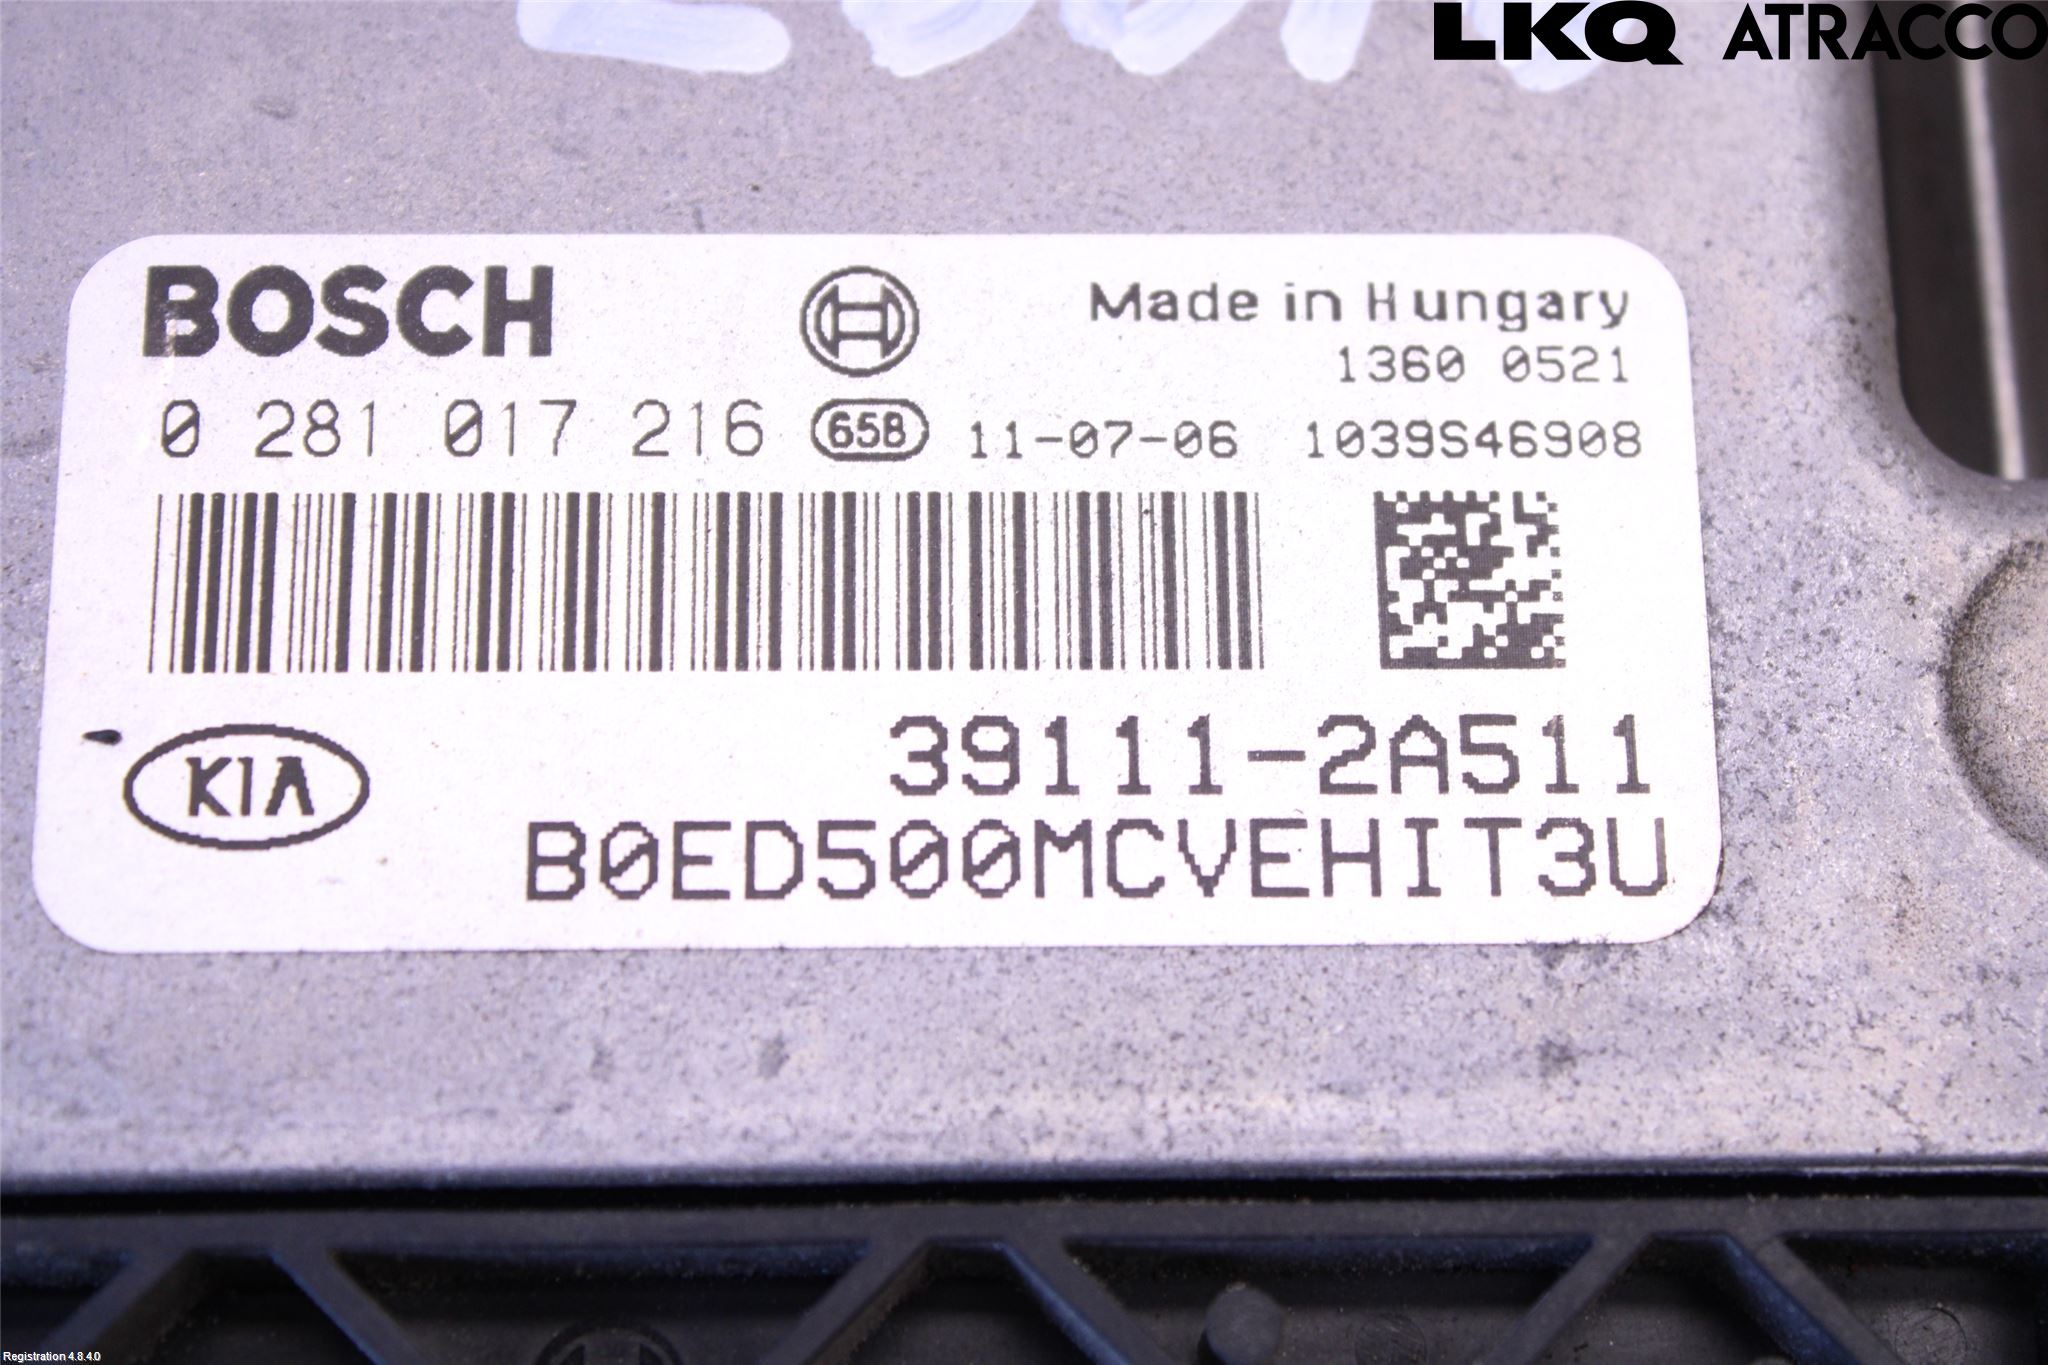 LKQ ATRACCO
BOSCH
Made in Hungary
1360 0521
0 281 017 216 65B 11-07-06 1039S46908
KIA
39111-2A511
B0ED500MCVEHIT3U
Registration 4.8.4.0